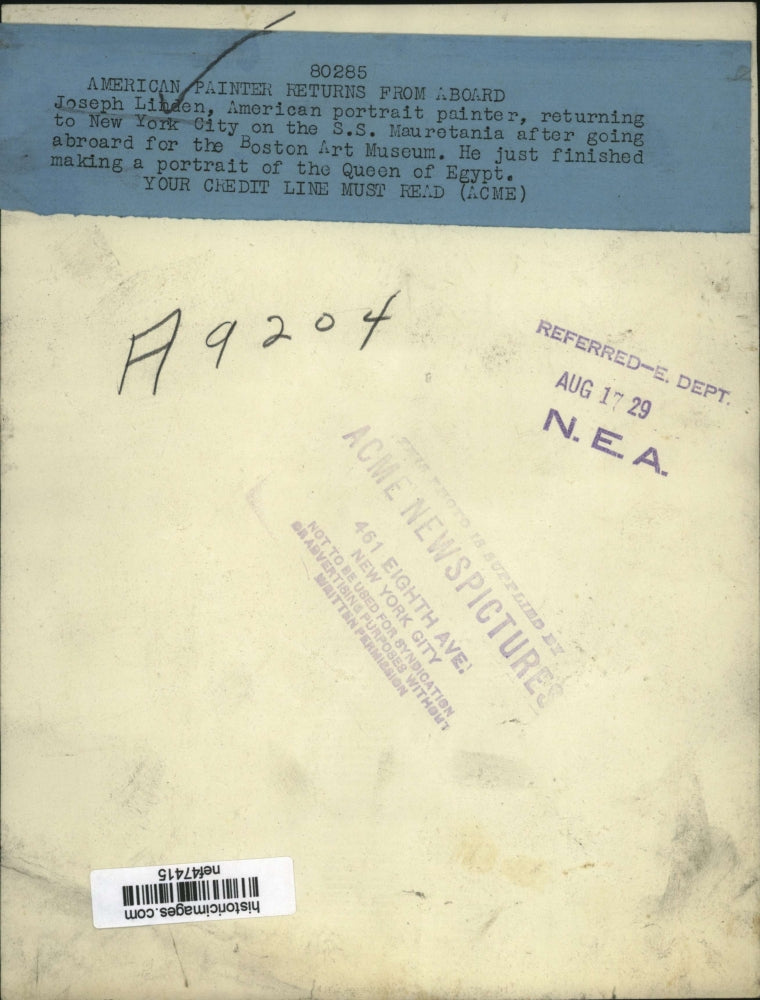 80285
AMERICAN PAINTER RETURNS FROM ABOARD
Joseph Linden, American portrait painter, returning
to New York City on the S.S. Mauretania after going
abroad for the Boston Art Museum. He just finished
making a portrait of the Queen of Egypt.
YOUR CREDIT LINE MUST READ (ACME)
A9204
REFERRED-E. DEPT.
AUG 17 29
N.E.A.
THIS PHOTO IS SUPPLIED BY
ACME NEWSPICTURES
461 EIGHTH AVE.
NEW YORK CITY
NOT TO BE USED FOR SYNDICATION
OR ADVERTISING PURPOSES WITHOUT
WRITTEN PERMISSION
historicimages.com
nef47415